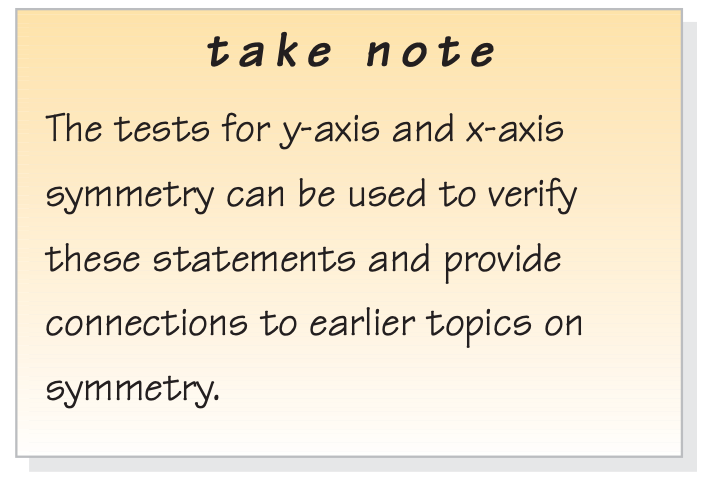 take note
The tests for y-axis and x-axis
symmetry can be used to verify
these statements and provide
connections to earlier topics on
symmetry.